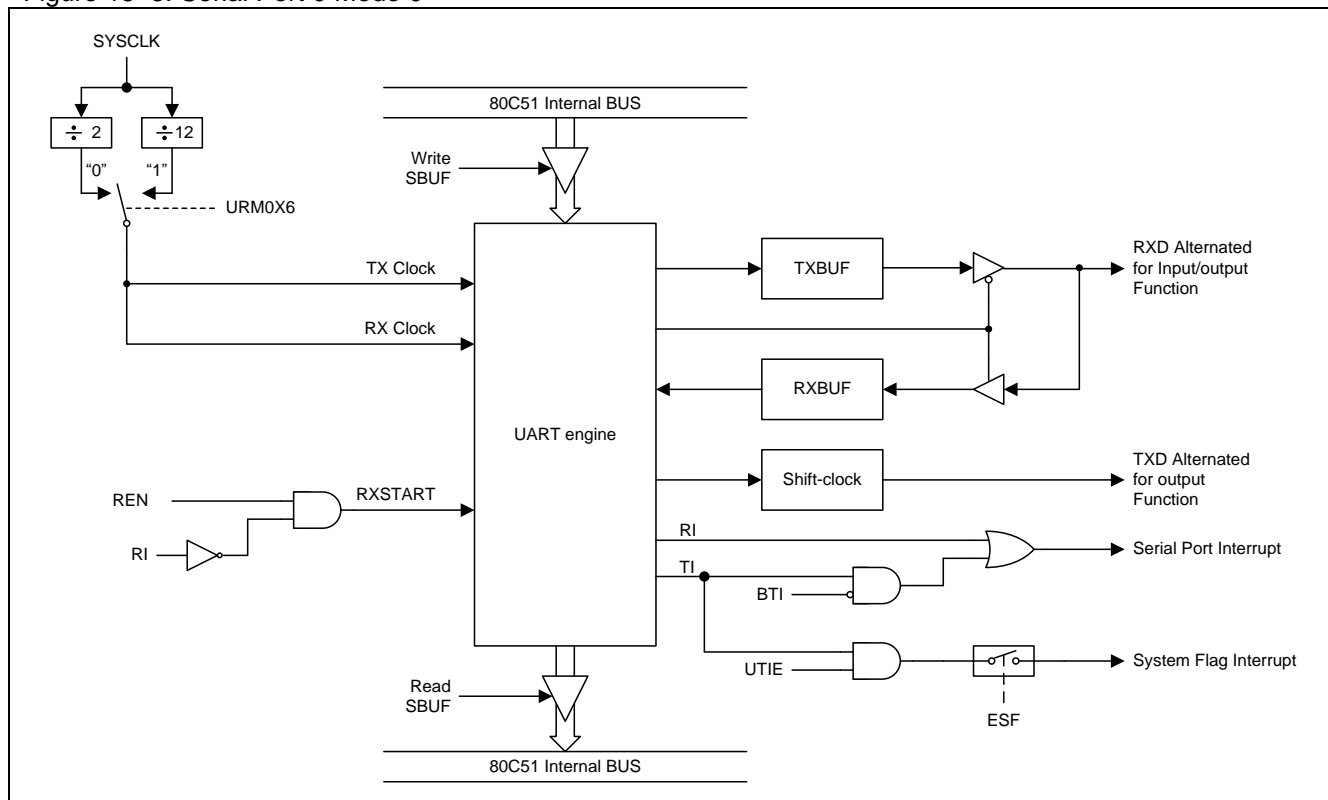 SYSCLK
÷ 2
÷12
"0"
"1"
URM0X6
80C51 Internal BUS
Write
SBUF
TX Clock
RX Clock
UART engine
TXBUF
RXD Alternated
for Input/output
Function
RXBUF
Shift-clock
TXD Alternated
for output
Function
REN
RI
RXSTART
RI
TI
BTI
Serial Port Interrupt
UTIE
ESF
System Flag Interrupt
Read
SBUF
80C51 Internal BUS